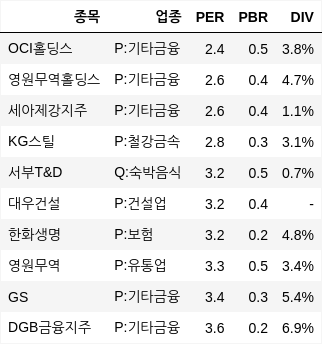 종목 업종 PER PBR DIV
OCI홀딩스 P:기타금융 2.4 0.5 3.8%
영원무역홀딩스 P:기타금융 2.6 0.4 4.7%
세아제강지주 P:기타금융 2.6 0.4 1.1%
KG스틸 P:철강금속 2.8 0.3 3.1%
서부T&D Q:숙박음식 3.2 0.5 0.7%
대우건설 P:건설업 3.2 0.4 -
한화생명 P:보험 3.2 0.2 4.8%
영원무역 P:유통업 3.3 0.5 3.4%
GS P:기타금융 3.4 0.3 5.4%
DGB금융지주 P:기타금융 3.6 0.2 6.9%